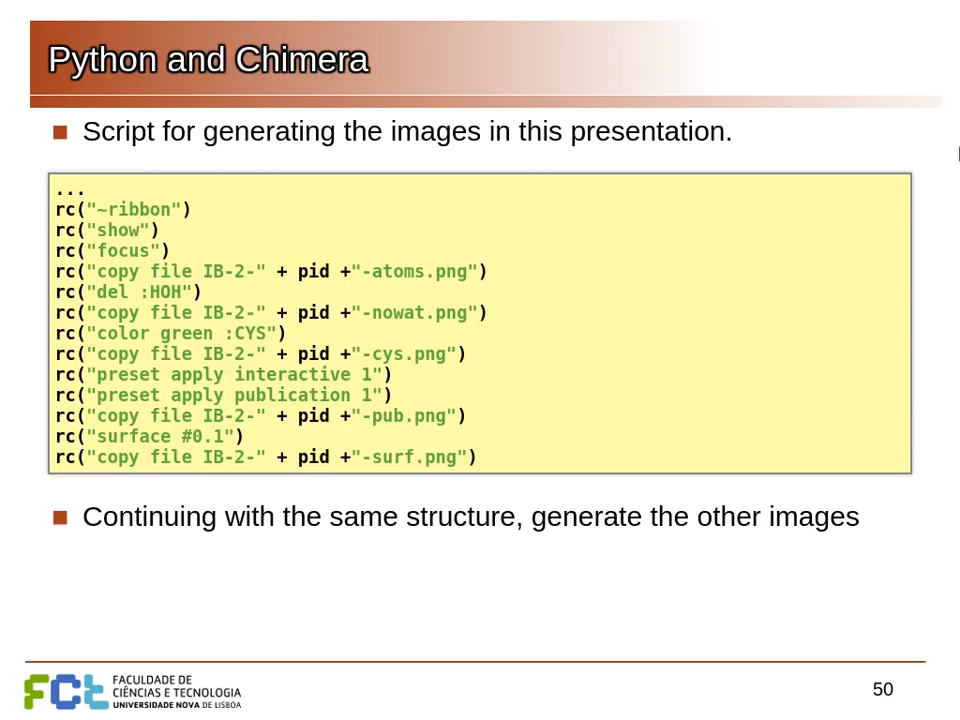 Python and Chimera
Script for generating the images in this presentation.
...
rc("~ribbon")
rc("show")
rc("focus")
rc("copy file IB-2-" + pid +"-atoms.png")
rc("del :HOH")
rc("copy file IB-2-" + pid +"-nowat.png")
rc("color green :CYS")
rc("copy file IB-2-" + pid +"-cys.png")
rc("preset apply interactive 1")
rc("preset apply publication 1")
rc("copy file IB-2-" + pid +"-pub.png")
rc("surface #0.1")
rc("copy file IB-2-" + pid +"-surf.png")
Continuing with the same structure, generate the other images
FCt
FACULDADE DE
CIÊNCIAS E TECNOLOGIA
UNIVERSIDADE NOVA DE LISBOA
50